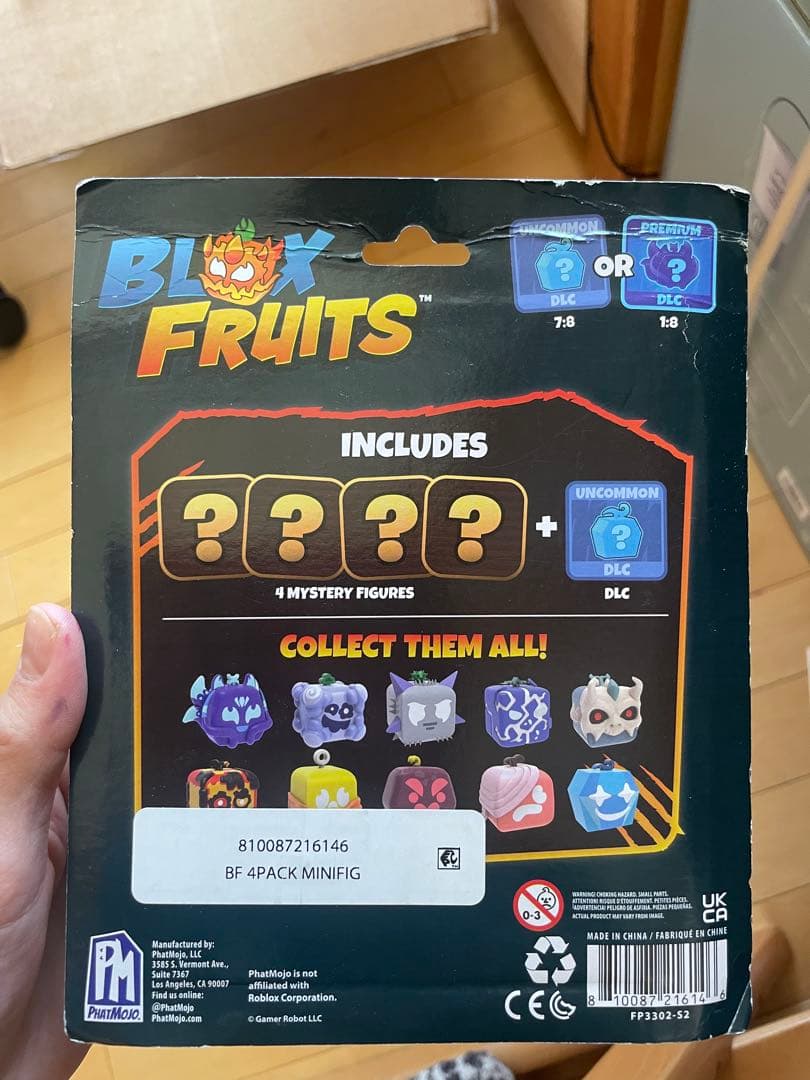 BLOX
FRUITS™
UNCOMMON
?
DLC
7:8
OR
PREMIUM
?
DLC
1:8
INCLUDES
? ? ? ?
+
UNCOMMON
?
DLC
4 MYSTERY FIGURES
DLC
COLLECT THEM ALL!
810087216146
BF 4PACK MINIFIG
0-3
WARNING! CHOKING HAZARD. SMALL PARTS.
ATTENTION! RISQUE D'ÉTOUFFEMENT. PETITES PIÈCES.
¡ADVERTENCIA! PELIGRO DE ASFIXIA. PIEZAS PEQUEÑAS.
ACTUAL PRODUCT MAY VARY FROM IMAGE.
UK
CA
MADE IN CHINA / FABRIQUÉ EN CHINE
PM
PHATMOJO.
Manufactured by:
PhatMojo, LLC
3585 S. Vermont Ave.,
Suite 7367
Los Angeles, CA 90007
Find us online:
@PhatMojo
PhatMojo.com
PhatMojo is not
affiliated with
Roblox Corporation.
© Gamer Robot LLC
CE
8 10087 21614 6
FP3302-S2